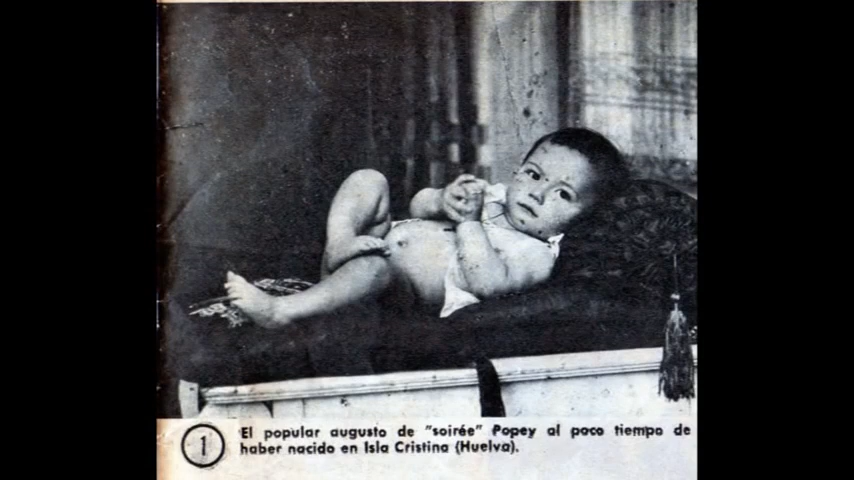 1 El popular augusto de "soirée" Popey al poco tiempo de
haber nacido en Isla Cristina (Huelva).